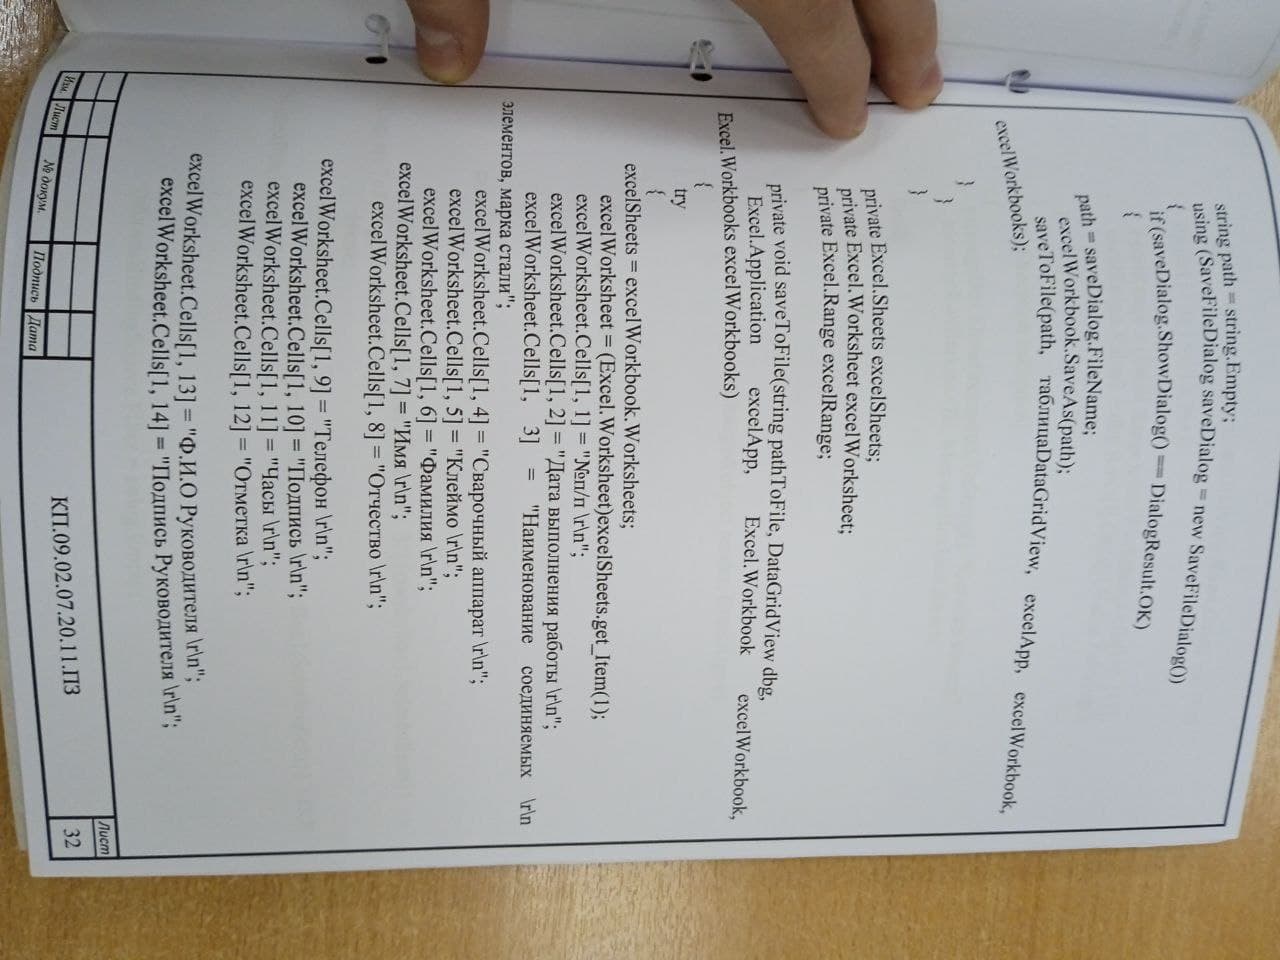 string path = string.Empty;
using (SaveFileDialog saveDialog = new SaveFileDialog())
{
if (saveDialog.ShowDialog() == DialogResult.OK)
{
path = saveDialog.FileName;
excelWorkbook.SaveAs(path);
saveToFile(path, таблицаDataGridView, excelApp, excelWorkbook,
excelWorkbooks);
}
}
}
private Excel.Sheets excelSheets;
private Excel.Worksheet excelWorksheet;
private Excel.Range excelRange;
private void saveToFile(string pathToFile, DataGridView dbg,
Excel.Application excelApp, Excel.Workbook excelWorkbook,
Excel.Workbooks excelWorkbooks)
{
try
{
excelSheets = excelWorkbook.Worksheets;
excelWorksheet = (Excel.Worksheet)excelSheets.get_Item(1);
excelWorksheet.Cells[1, 1] = "№п/п \r\n";
excelWorksheet.Cells[1, 2] = "Дата выполнения работы \r\n";
excelWorksheet.Cells[1, 3] = "Наименование соединяемых \r\n
элементов, марка стали";
excelWorksheet.Cells[1, 4] = "Сварочный аппарат \r\n";
excelWorksheet.Cells[1, 5] = "Клеймо \r\n";
excelWorksheet.Cells[1, 6] = "Фамилия \r\n";
excelWorksheet.Cells[1, 7] = "Имя \r\n";
excelWorksheet.Cells[1, 8] = "Отчество \r\n";
excelWorksheet.Cells[1, 9] = "Телефон \r\n";
excelWorksheet.Cells[1, 10] = "Подпись \r\n";
excelWorksheet.Cells[1, 11] = "Часы \r\n";
excelWorksheet.Cells[1, 12] = "Отметка \r\n";
excelWorksheet.Cells[1, 13] = "Ф.И.О Руководителя \r\n";
excelWorksheet.Cells[1, 14] = "Подпись Руководителя \r\n";
Изм. Лист № докум. Подпись Дата
КП.09.02.07.20.11.ПЗ
Лист
32